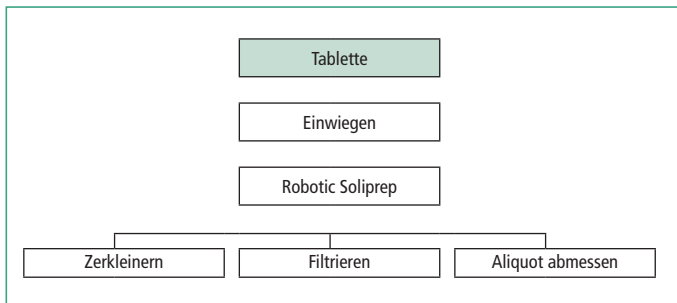 Tablette
Einwiegen
Robotic Soliprep
Zerkleinern
Filtrieren
Aliquot abmessen